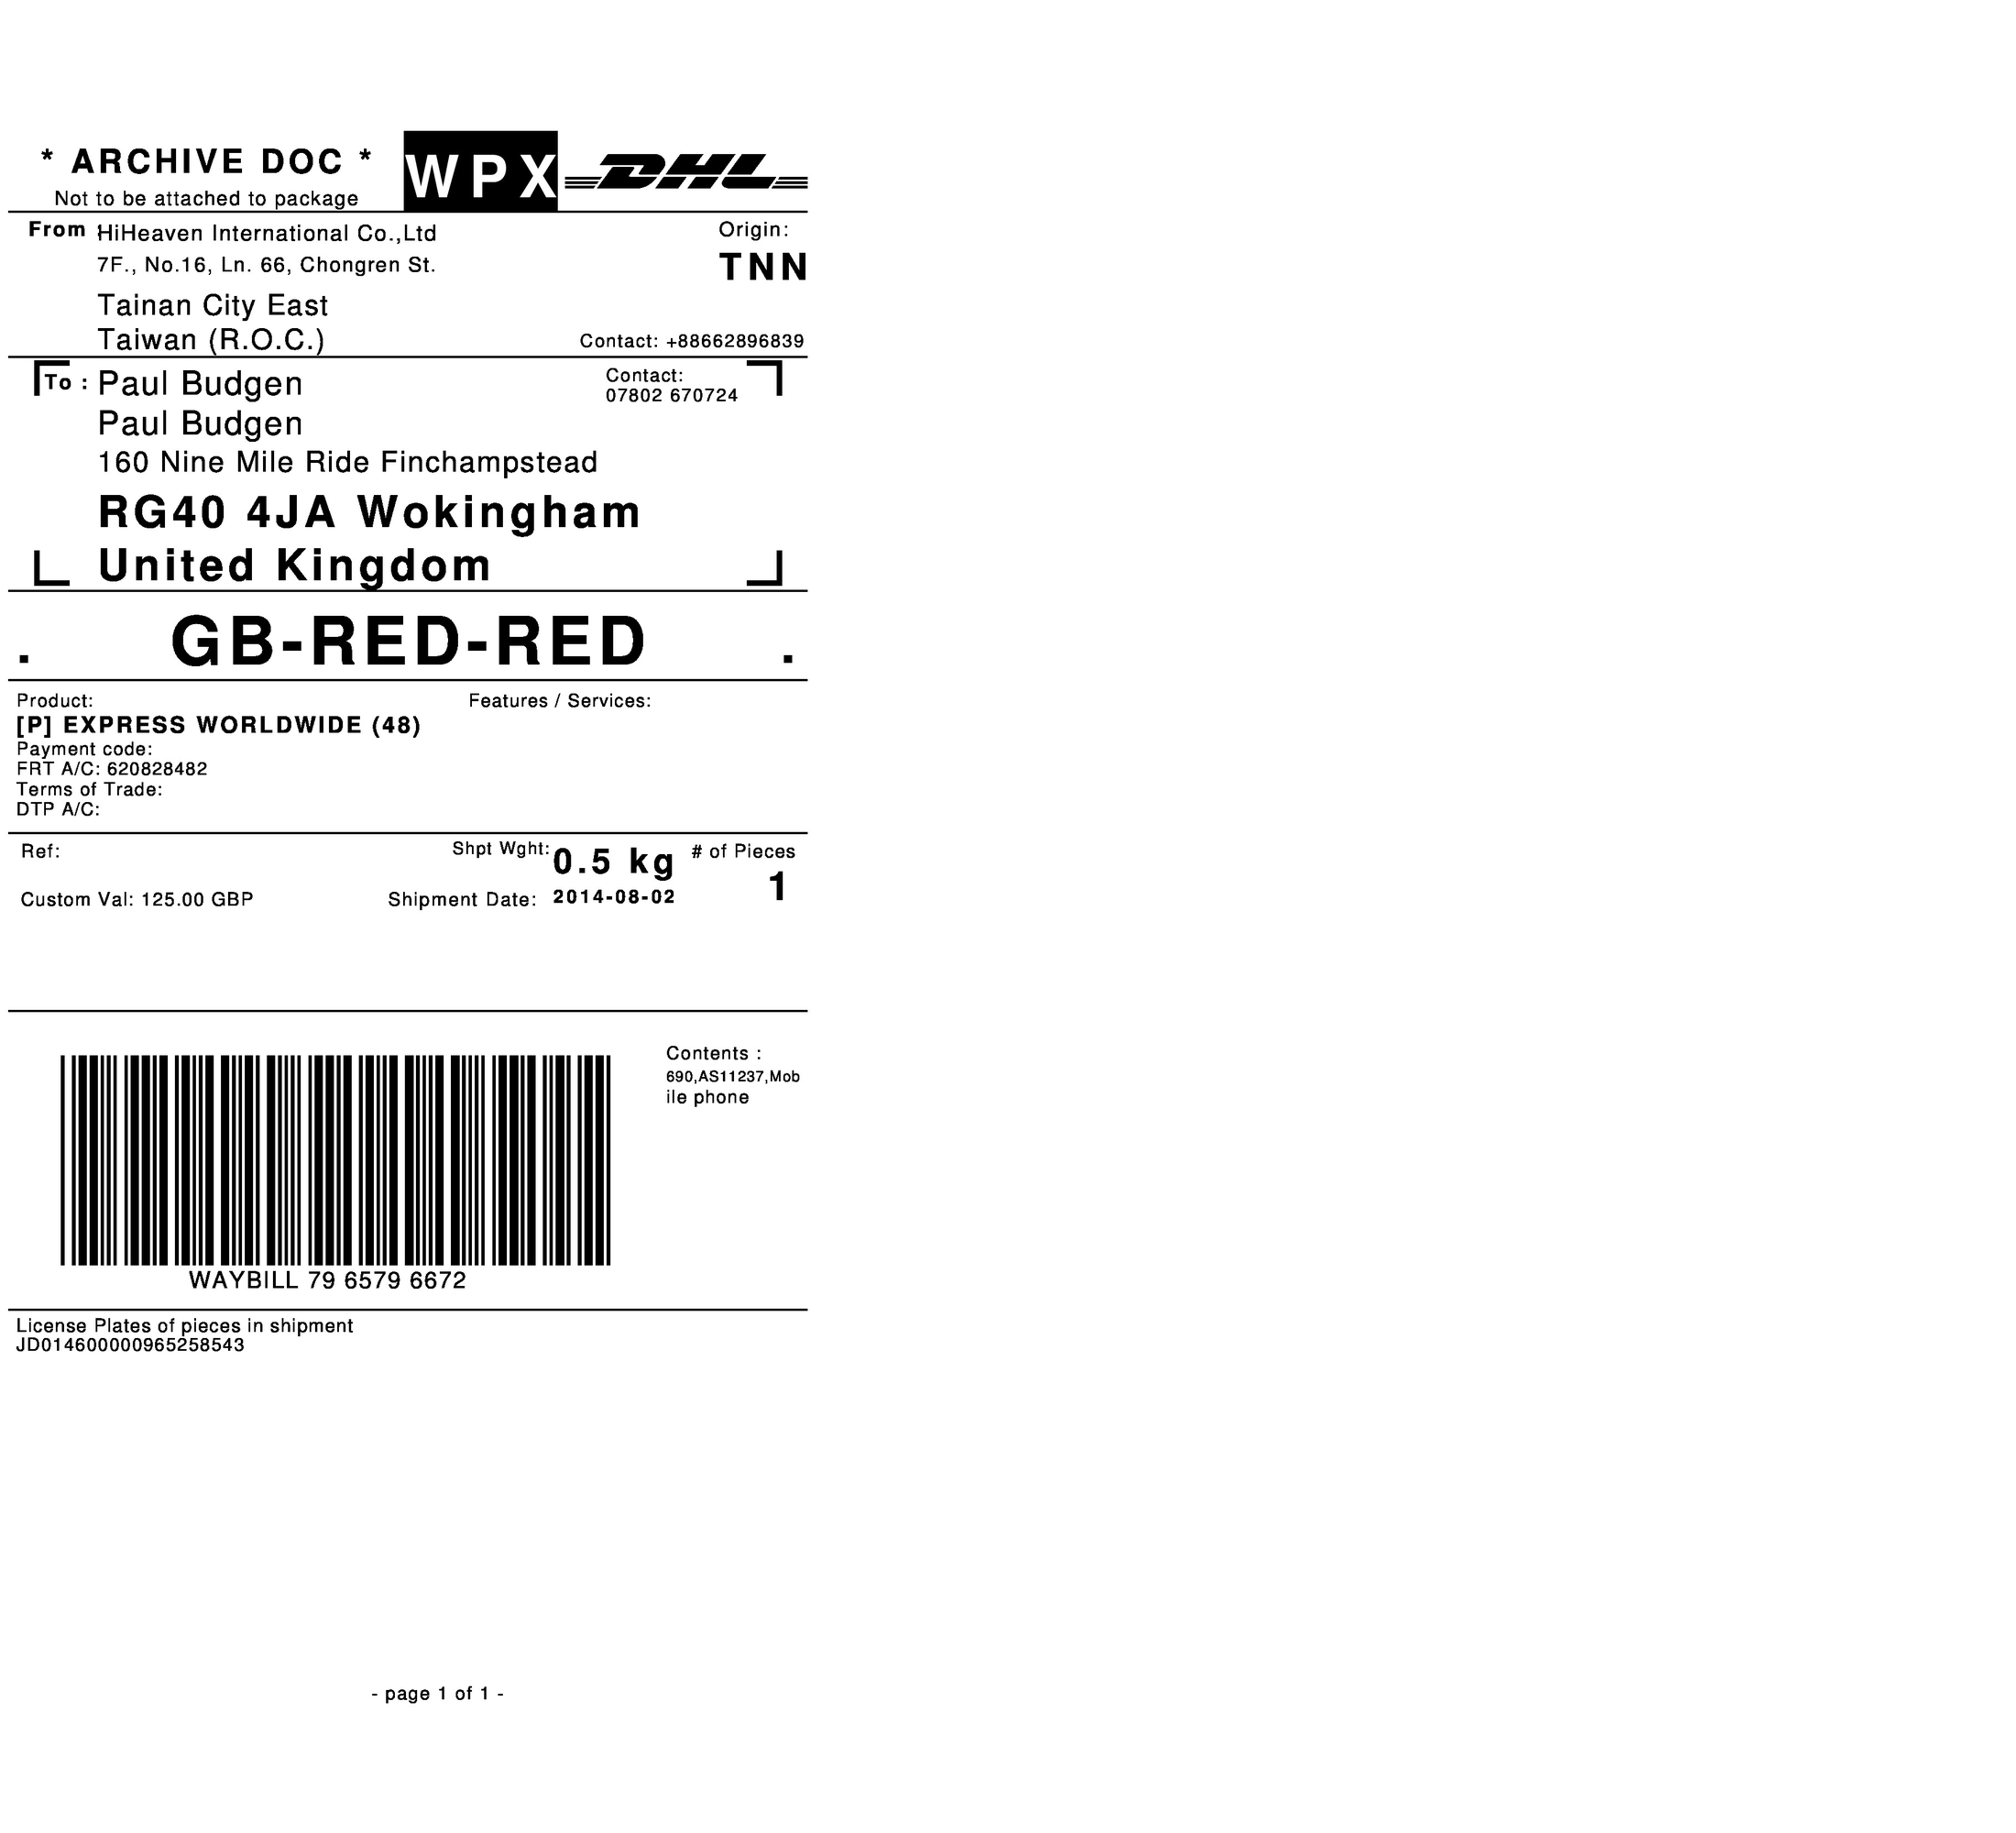 * ARCHIVE DOC *
Not to be attached to package
WPX
DHL
From :
HiHeaven International Co.,Ltd
7F., No.16, Ln. 66, Chongren St.
Tainan City East
Taiwan (R.O.C.)
Origin:
TNN
Contact: +88662896839
To : Paul Budgen
Paul Budgen
160 Nine Mile Ride Finchampstead
RG40 4JA Wokingham
United Kingdom
Contact:
07802 670724
. GB-RED-RED .
Product:
[P] EXPRESS WORLDWIDE (48)
Payment code:
FRT A/C: 620828482
Terms of Trade:
DTP A/C:
Features / Services:
Ref:
Custom Val: 125.00 GBP
Shpt Wght: 0.5 kg
Shipment Date: 2014-08-02
# of Pieces
1
WAYBILL 79 6579 6672
Contents :
690,AS11237,Mob
ile phone
License Plates of pieces in shipment
JD014600000965258543
- page 1 of 1 -